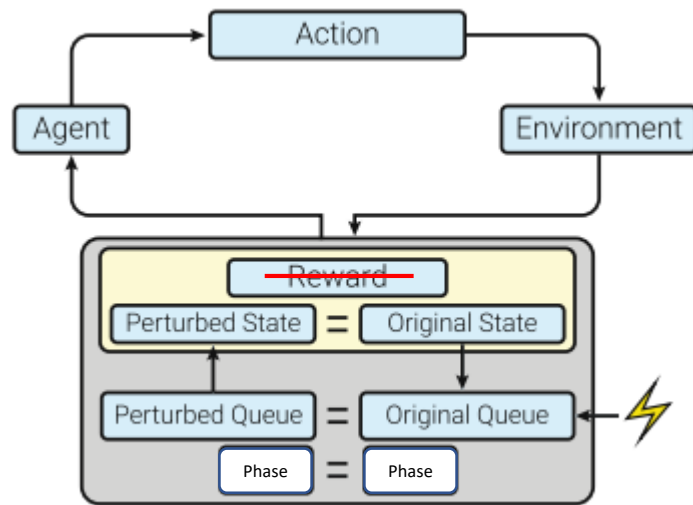 Action
Agent
Environment
Reward
Perturbed State = Original State
Perturbed Queue = Original Queue
Phase = Phase